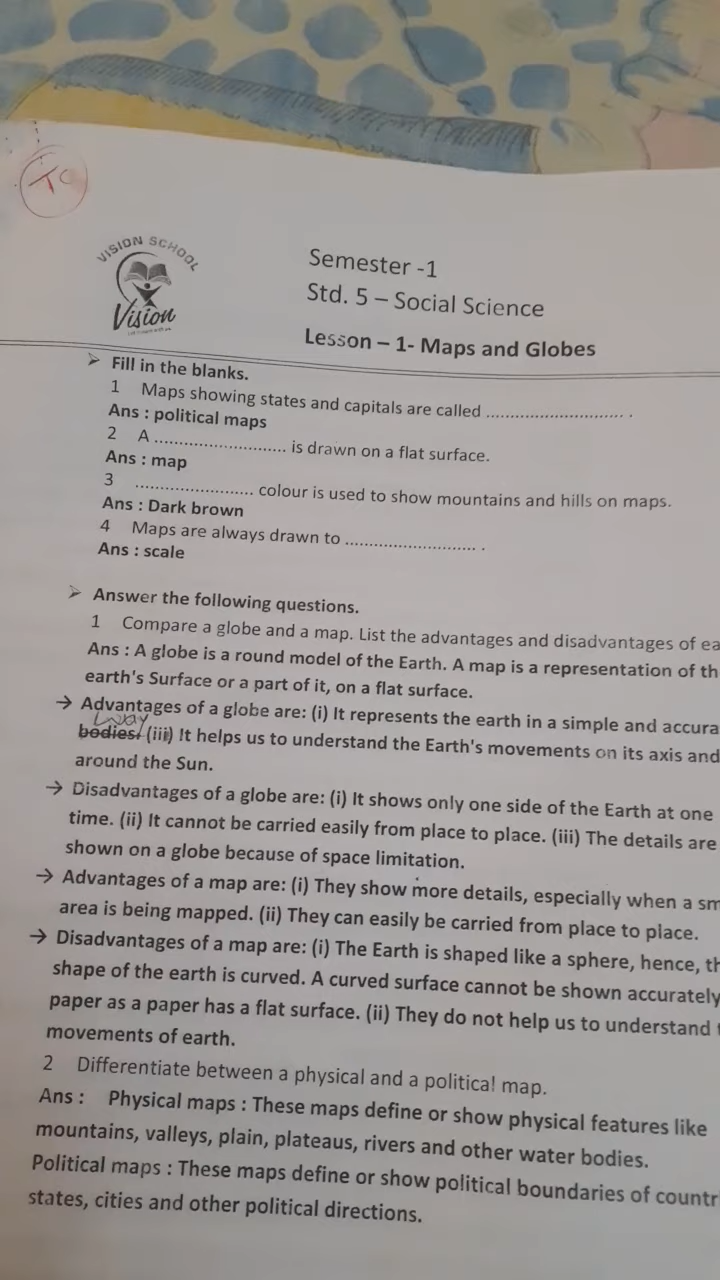 TC
VISION SCHOOL
Vision
Semester -1
Std. 5 – Social Science
Lesson – 1- Maps and Globes
➢ Fill in the blanks.
1 Maps showing states and capitals are called ............................ .
Ans : political maps
2 A ........................... is drawn on a flat surface.
Ans : map
3 ........................ colour is used to show mountains and hills on maps.
Ans : Dark brown
4 Maps are always drawn to ........................... .
Ans : scale
➢ Answer the following questions.
1 Compare a globe and a map. List the advantages and disadvantages of ea
Ans : A globe is a round model of the Earth. A map is a representation of th
earth's Surface or a part of it, on a flat surface.
→ Advantages of a globe are: (i) It represents the earth in a simple and accura
way
bodies. (iii) It helps us to understand the Earth's movements on its axis and
around the Sun.
→ Disadvantages of a globe are: (i) It shows only one side of the Earth at one
time. (ii) It cannot be carried easily from place to place. (iii) The details are
shown on a globe because of space limitation.
→ Advantages of a map are: (i) They show more details, especially when a sm
area is being mapped. (ii) They can easily be carried from place to place.
→ Disadvantages of a map are: (i) The Earth is shaped like a sphere, hence, th
shape of the earth is curved. A curved surface cannot be shown accurately
paper as a paper has a flat surface. (ii) They do not help us to understand
movements of earth.
2 Differentiate between a physical and a political map.
Ans : Physical maps : These maps define or show physical features like
mountains, valleys, plain, plateaus, rivers and other water bodies.
Political maps : These maps define or show political boundaries of countr
states, cities and other political directions.